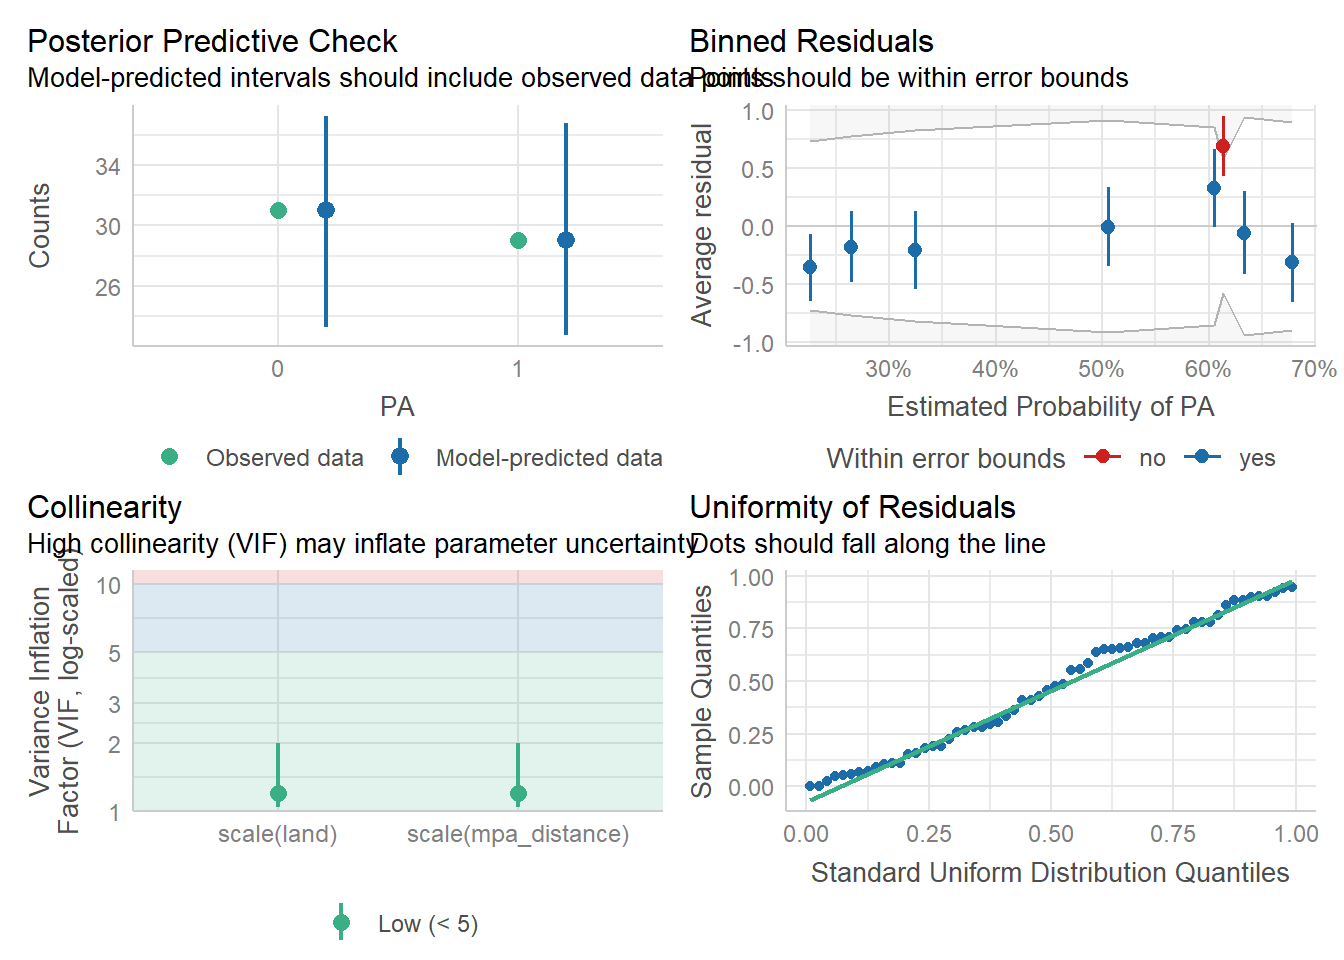 Posterior Predictive Check
Model-predicted intervals should include observed data points
Counts
34
30
26
0
1
PA
Observed data
Model-predicted data
Binned Residuals
Points should be within error bounds
Average residual
1.0
0.5
0.0
-0.5
-1.0
30%
40%
50%
60%
70%
Estimated Probability of PA
Within error bounds
no
yes
Collinearity
High collinearity (VIF) may inflate parameter uncertainty
Variance Inflation
Factor (VIF, log-scaled)
10
5
3
2
1
scale(land)
scale(mpa_distance)
Low (< 5)
Uniformity of Residuals
Dots should fall along the line
Sample Quantiles
1.00
0.75
0.50
0.25
0.00
0.00
0.25
0.50
0.75
1.00
Standard Uniform Distribution Quantiles